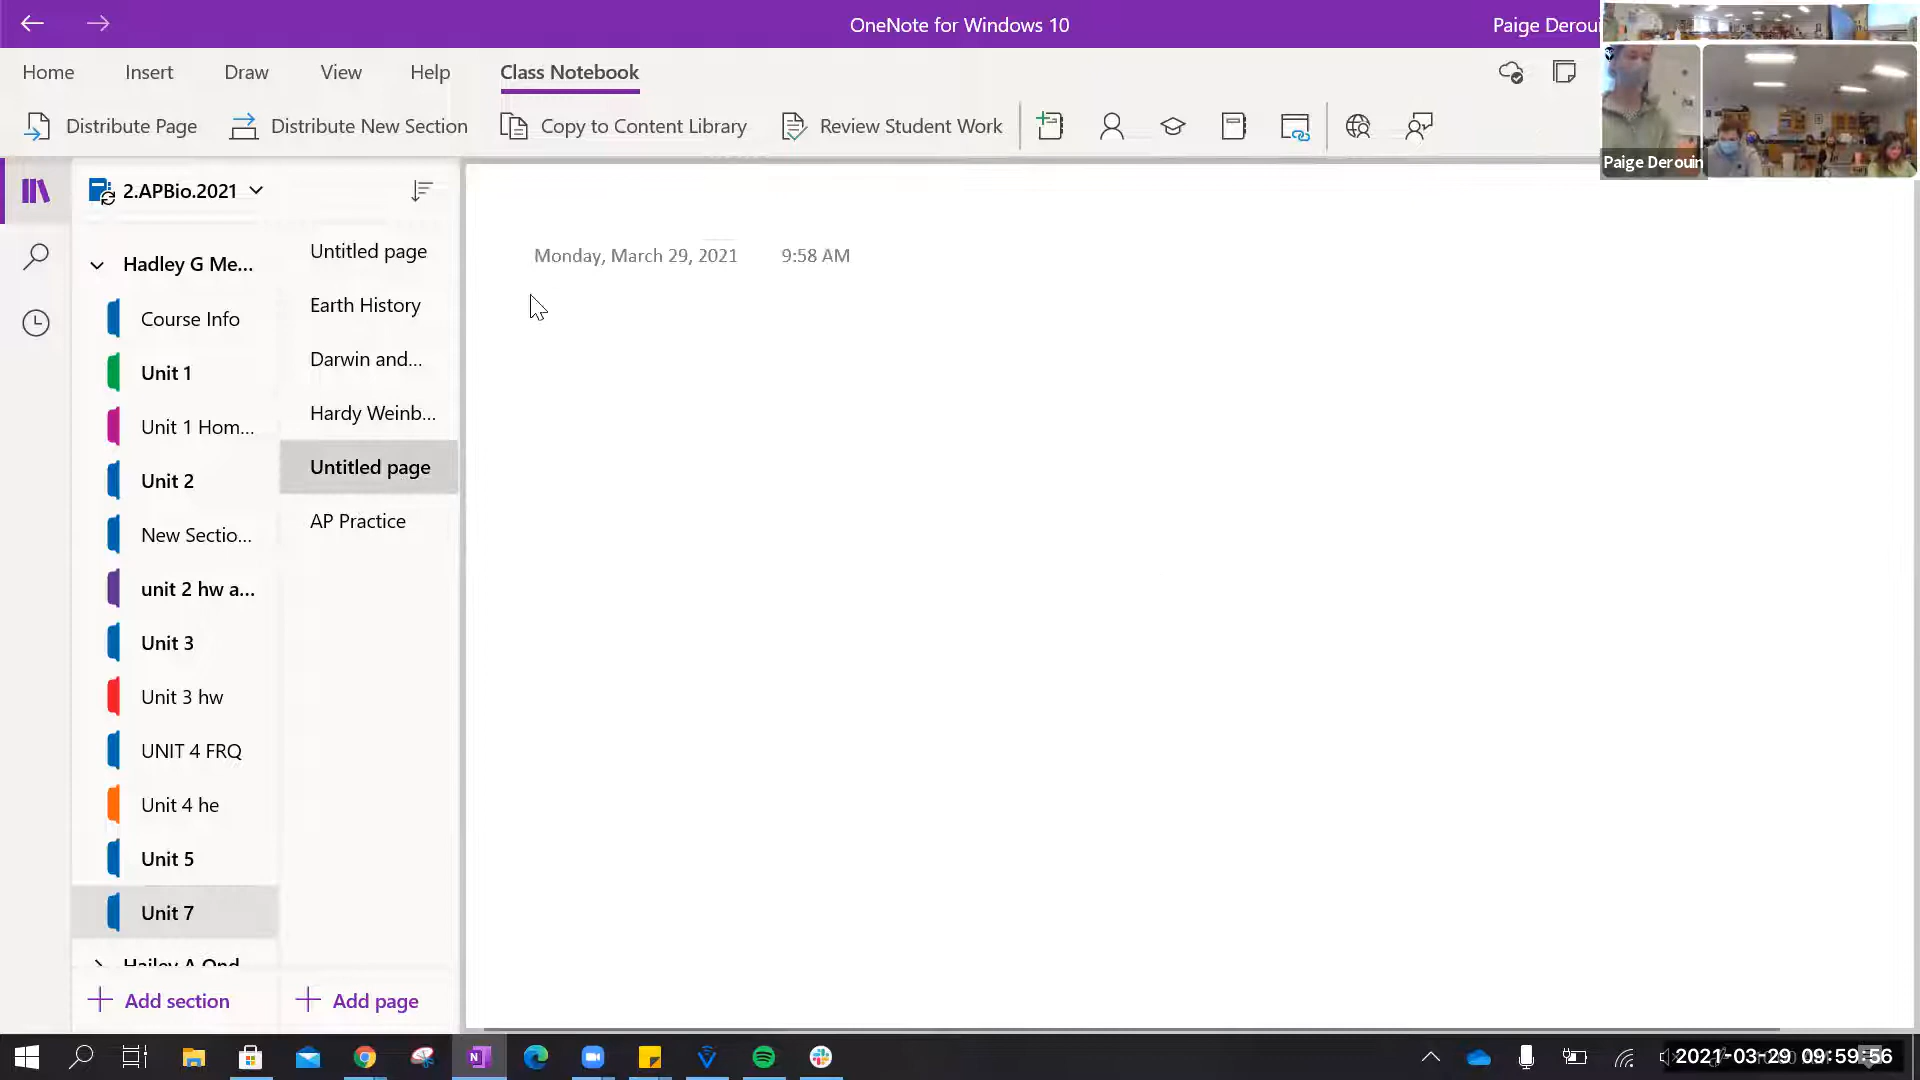 OneNote for Windows 10
Paige
Home Insert Draw View Help Class Notebook
Distribute Page Distribute New Section Copy to Content Library Review Student Work
Paige Derouin
2.APBio.2021
Hadley G Me...
Course Info
Unit 1
Unit 1 Hom...
Unit 2
New Sectio...
unit 2 hw a...
Unit 3
Unit 3 hw
UNIT 4 FRQ
Unit 4 he
Unit 5
Unit 7
Add section
Untitled page
Earth History
Darwin and...
Hardy Weinb...
Untitled page
AP Practice
Add page
Monday, March 29, 2021 9:58 AM
2021-03-29 09:59:56